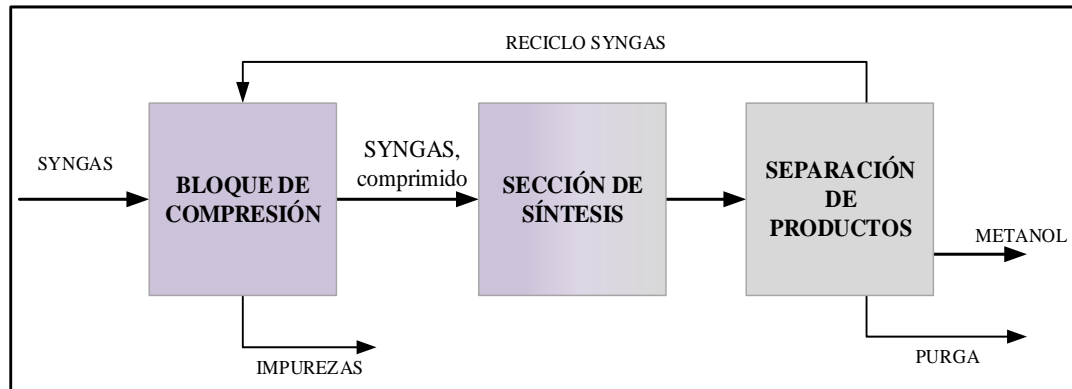 RECICLO SYNGAS
SYNGAS
BLOQUE DE
COMPRESIÓN
SYNGAS,
comprimido
SECCIÓN DE
SÍNTESIS
SEPARACIÓN
DE
PRODUCTOS
METANOL
IMPUREZAS
PURGA